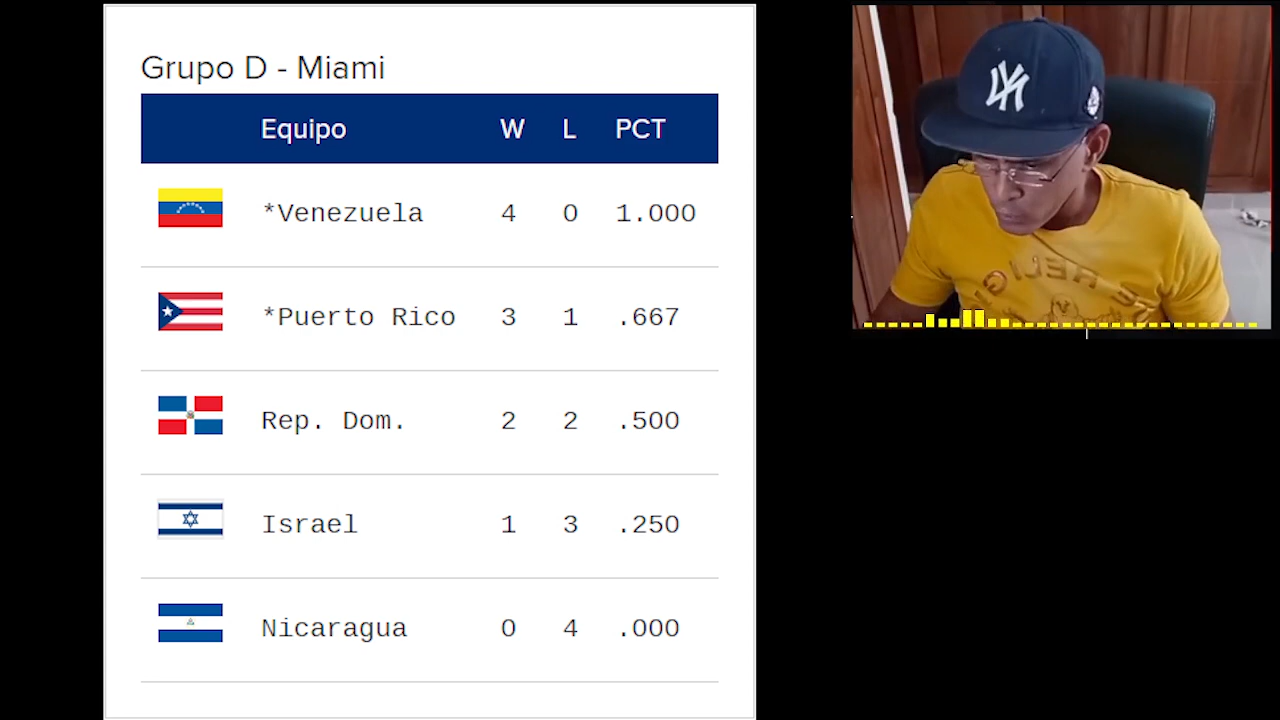 Grupo D - Miami
Equipo W L PCT
*Venezuela 4 0 1.000
*Puerto Rico 3 1 .667
Rep. Dom. 2 2 .500
Israel 1 3 .250
Nicaragua 0 4 .000
NY